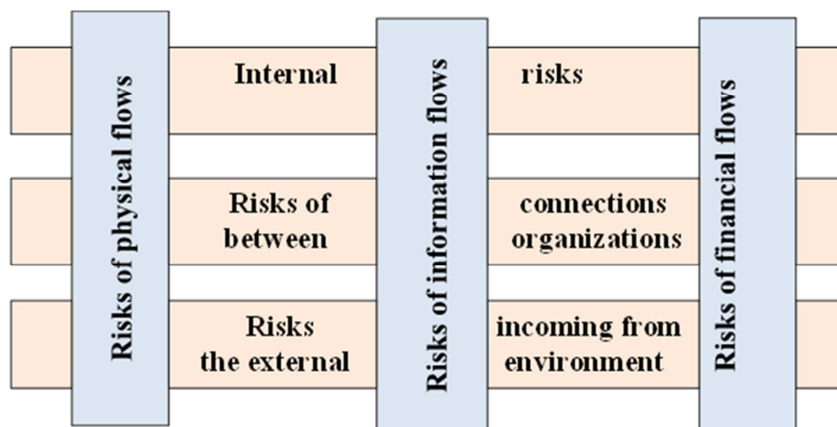 Risks of physical flows
Internal risks
Risks of connections
between organizations
Risks incoming from
the external environment
Risks of information flows
Risks of financial flows